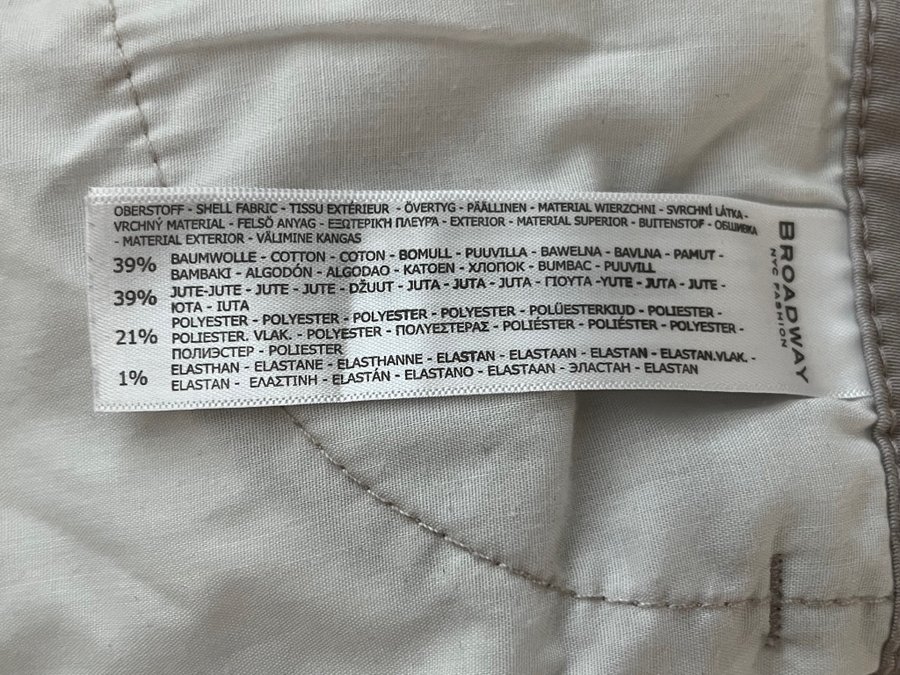 OBERSTOFF - SHELL FABRIC - TISSU EXTÉRIEUR - ÖVERTYG - PÄÄLLINEN - MATERIAL WIERZCHNI - SVRCHNÍ LÁTKA -
VRCHNÝ MATERIAL - FELSŐ ANYAG - ΕΞΩΤΕΡΙΚΉ ΠΛΕΥΡΑ - EXTERIOR - MATERIAL SUPERIOR - BUITENSTOF - ОБШИВКА
- MATERIAL EXTERIOR - VÄLIMINE KANGAS
39% BAUMWOLLE - COTTON - COTON - BOMULL - PUUVILLA - BAWELNA - BAVLNA - PAMUT -
BAMBAKI - ALGODÓN - ALGODAO - KATOEN - ХЛОПОК - BUMBAC - PUUVILL
39% JUTE-JUTE - JUTE - JUTE - DŽUUT - JUTA - JUTA - JUTA - ΓΙΟΥΤΑ -YUTE - JUTA - JUTE -
ЮТА - IUTA
21% POLYESTER - POLYESTER - POLYESTER - POLYESTER - POLÜESTERKIUD - POLIESTER -
POLIESTER. VLAK. - POLYESTER - ΠΟΛΥΕΣΤΕΡΑΣ - POLIÉSTER - POLIÉSTER - POLYESTER -
ПОЛИЭСТЕР - POLIESTER
1% ELASTHAN - ELASTANE - ELASTHANNE - ELASTAN - ELASTAAN - ELASTAN - ELASTAN.VLAK. -
ELASTAN - ΕΛΑΣΤΙΝΗ - ELASTÁN - ELASTANO - ELASTAAN - ЭЛАСТАН - ELASTAN
BROADWAY
NYC FASHION